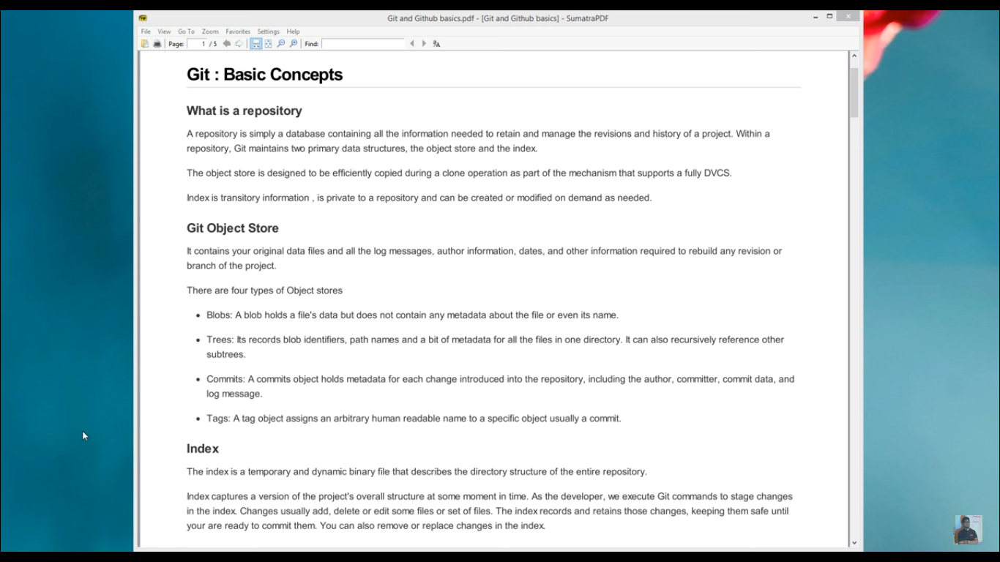 Git and Github basics.pdf - [Git and Github basics] - SumatraPDF
File View Go To Zoom Favorites Settings Help
Page: 1 / 5 Find:
Git : Basic Concepts
What is a repository
A repository is simply a database containing all the information needed to retain and manage the revisions and history of a project. Within a
repository, Git maintains two primary data structures, the object store and the index.
The object store is designed to be efficiently copied during a clone operation as part of the mechanism that supports a fully DVCS.
Index is transitory information , is private to a repository and can be created or modified on demand as needed.
Git Object Store
It contains your original data files and all the log messages, author information, dates, and other information required to rebuild any revision or
branch of the project.
There are four types of Object stores
• Blobs: A blob holds a file's data but does not contain any metadata about the file or even its name.
• Trees: Its records blob identifiers, path names and a bit of metadata for all the files in one directory. It can also recursively reference other
subtrees.
• Commits: A commits object holds metadata for each change introduced into the repository, including the author, committer, commit data, and
log message.
• Tags: A tag object assigns an arbitrary human readable name to a specific object usually a commit.
Index
The index is a temporary and dynamic binary file that describes the directory structure of the entire repository.
Index captures a version of the project's overall structure at some moment in time. As the developer, we execute Git commands to stage changes
in the index. Changes usually add, delete or edit some files or set of files. The index records and retains those changes, keeping them safe until
your are ready to commit them. You can also remove or replace changes in the index.